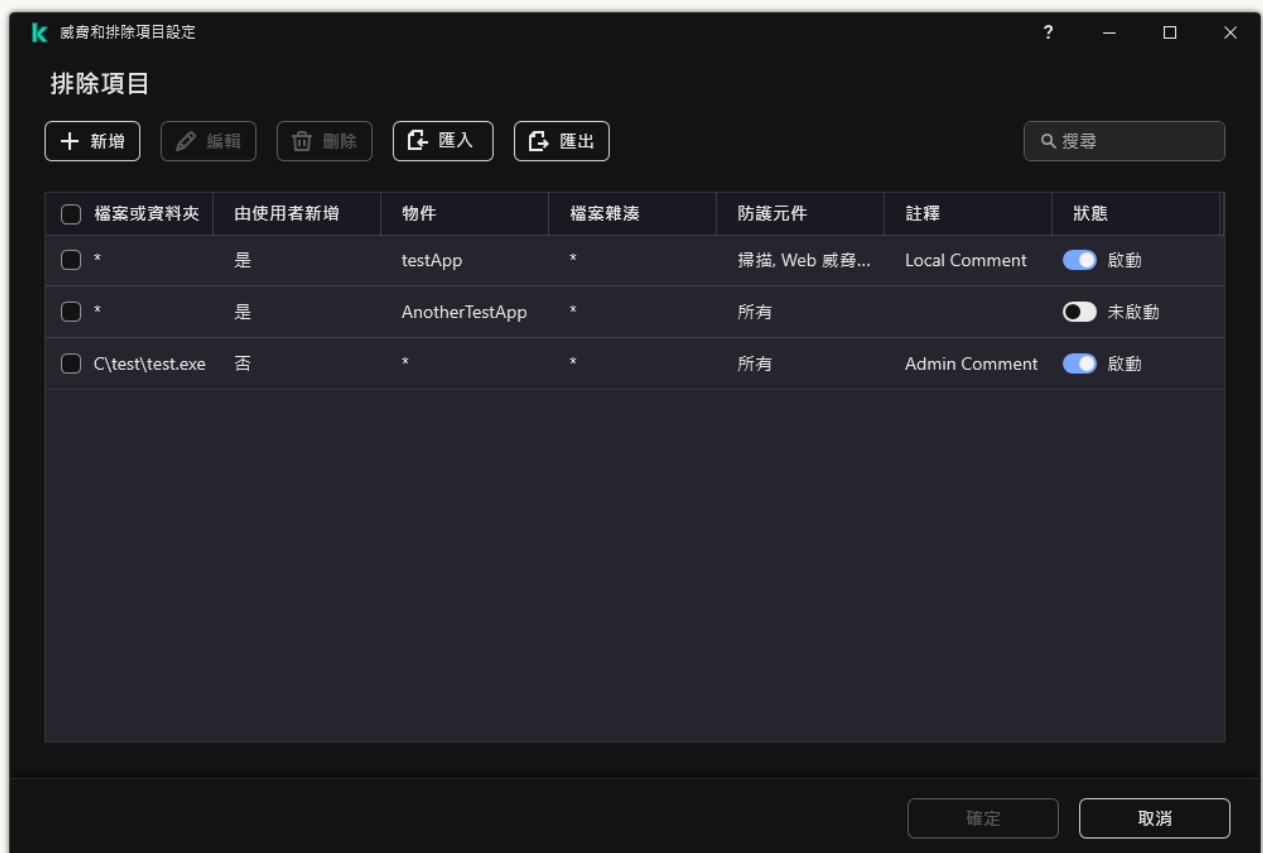 威脅和排除項目設定
?
排除項目
新增 編輯 刪除 匯入 匯出 搜尋
檔案或資料夾 由使用者新增 物件 檔案雜湊 防護元件 註釋 狀態
* 是 testApp * 掃描, Web 威脅... Local Comment 啟動
* 是 AnotherTestApp * 所有 未啟動
C\test\test.exe 否 * * 所有 Admin Comment 啟動
確定 取消